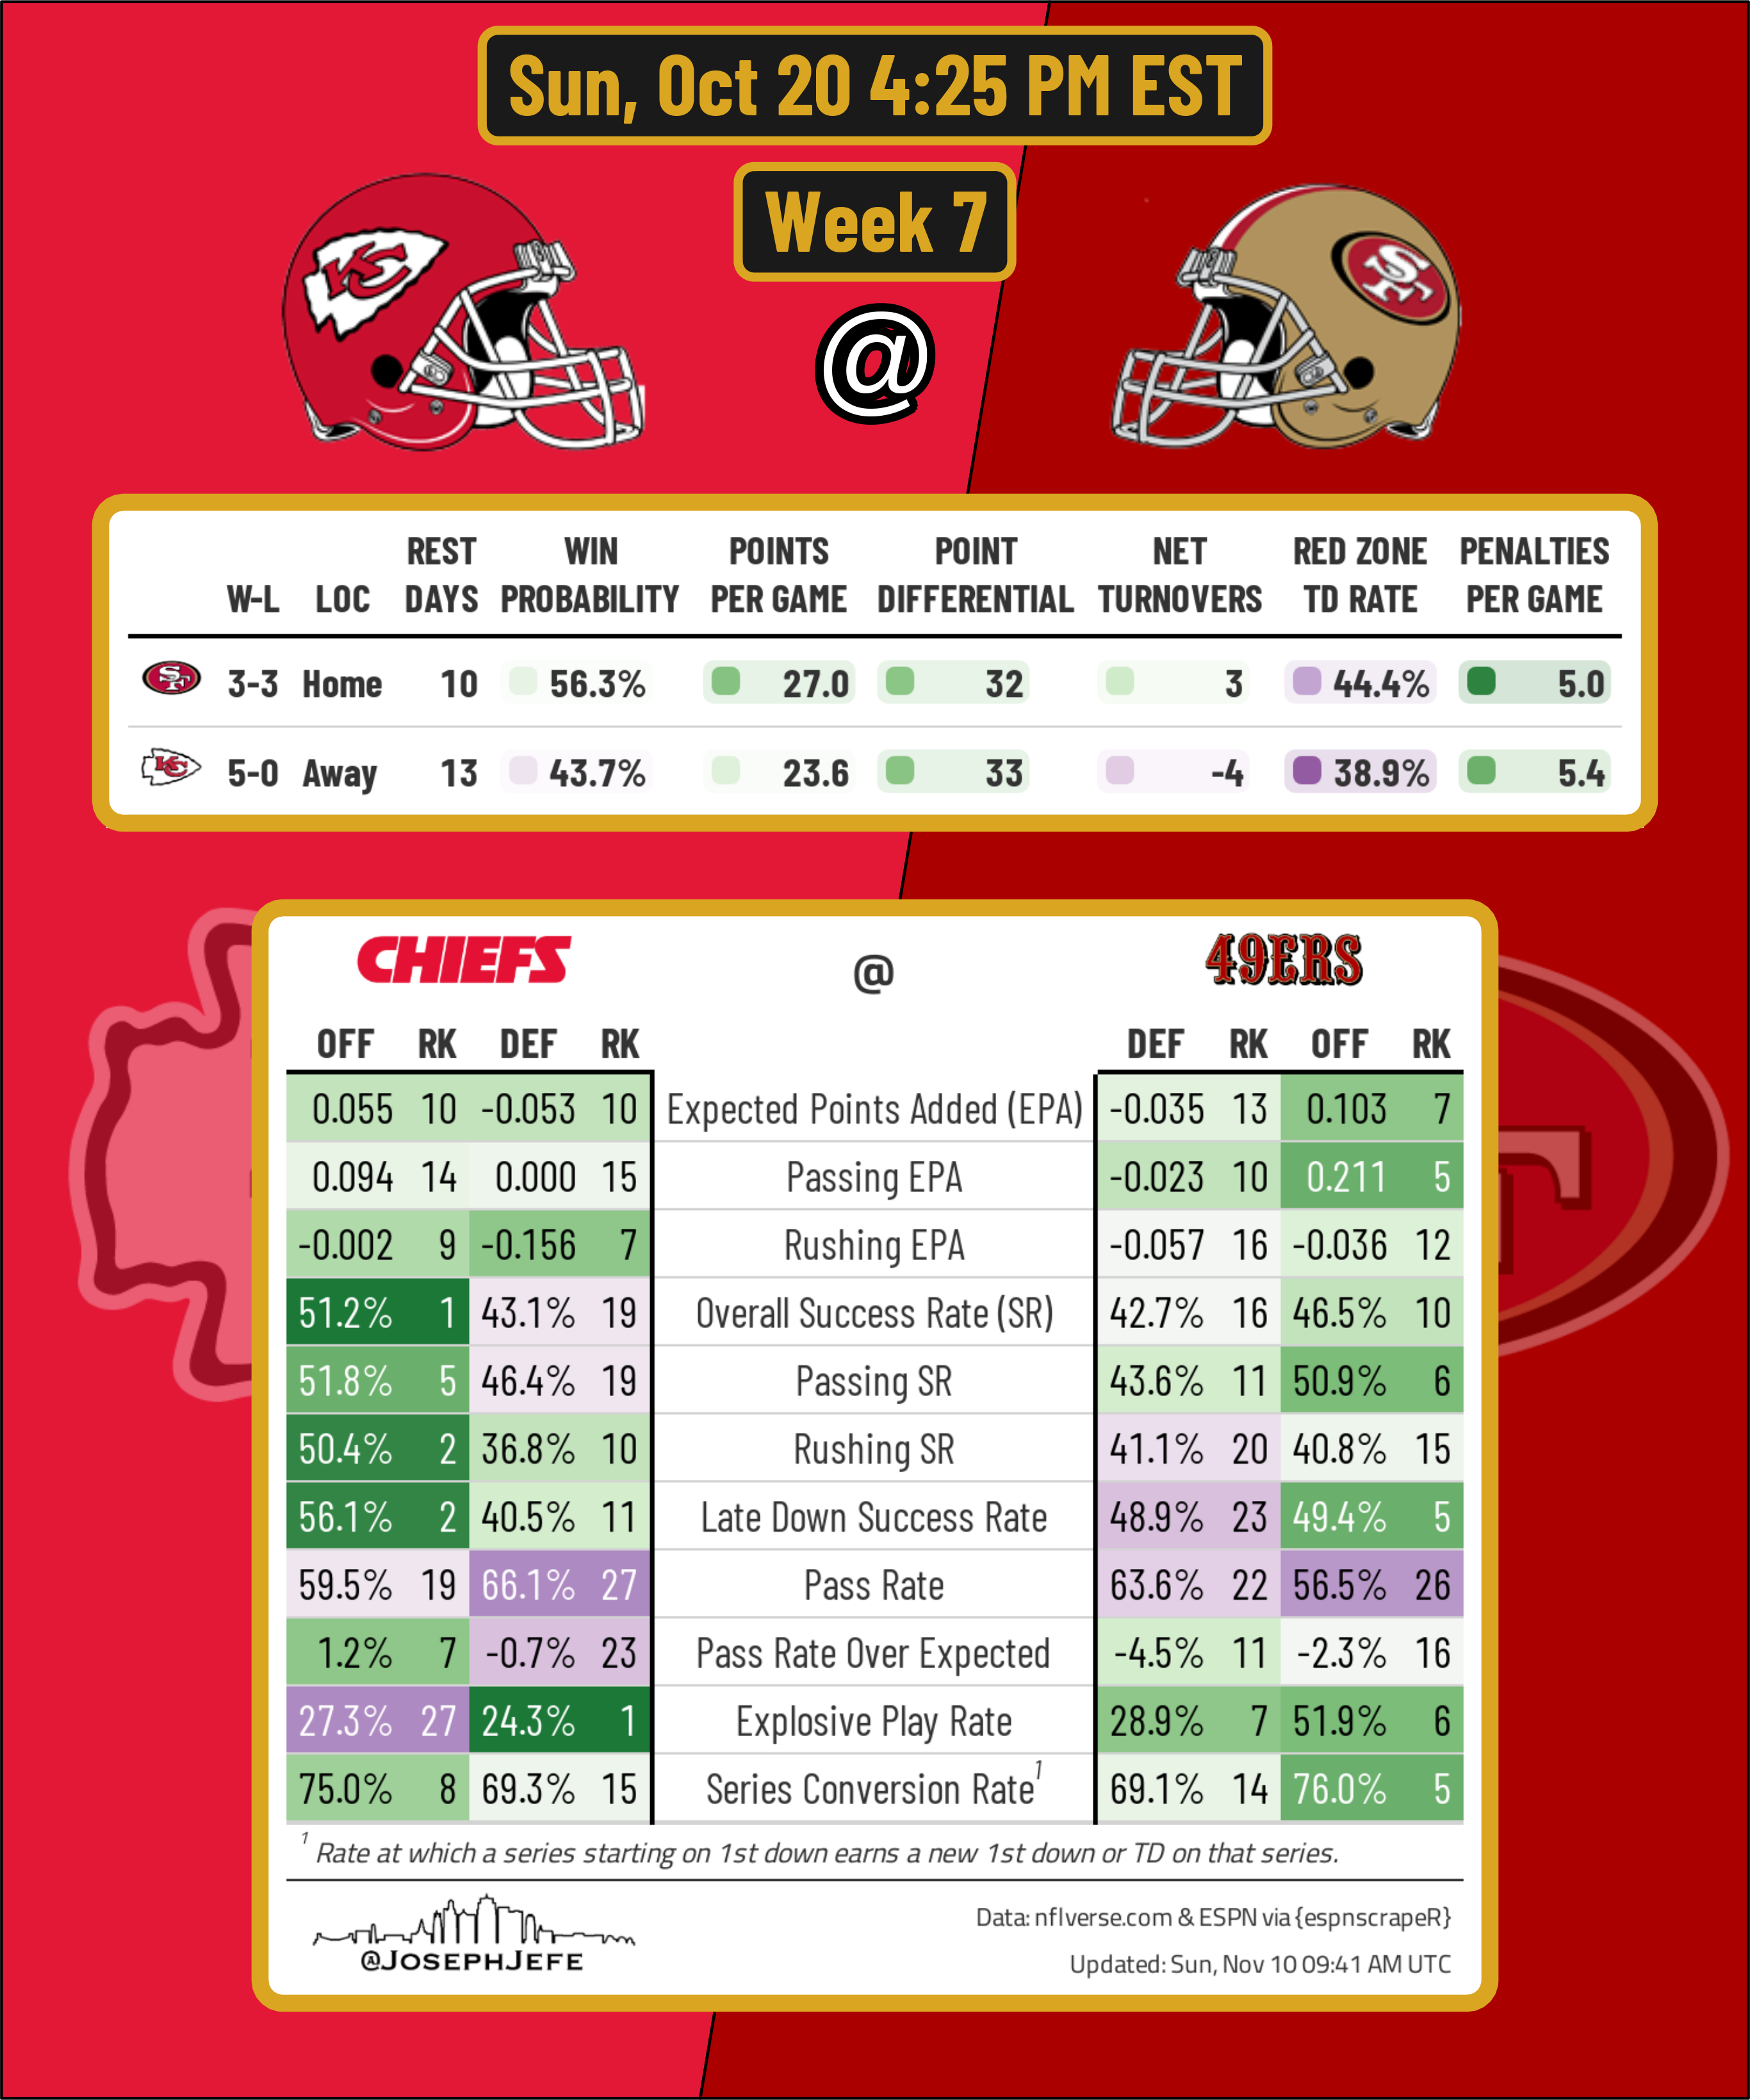 Sun, Oct 20 4:25 PM EST
Week 7
KC
@
SF
REST WIN POINTS POINT NET RED ZONE PENALTIES
W-L LOC DAYS PROBABILITY PER GAME DIFFERENTIAL TURNOVERS TD RATE PER GAME
SF 3-3 Home 10 56.3% 27.0 32 3 44.4% 5.0
KC 5-0 Away 13 43.7% 23.6 33 -4 38.9% 5.4
CHIEFS @ 49ERS
OFF RK DEF RK DEF RK OFF RK
0.055 10 -0.053 10 Expected Points Added (EPA) -0.035 13 0.103 7
0.094 14 0.000 15 Passing EPA -0.023 10 0.211 5
-0.002 9 -0.156 7 Rushing EPA -0.057 16 -0.036 12
51.2% 1 43.1% 19 Overall Success Rate (SR) 42.7% 16 46.5% 10
51.8% 5 46.4% 19 Passing SR 43.6% 11 50.9% 6
50.4% 2 36.8% 10 Rushing SR 41.1% 20 40.8% 15
56.1% 2 40.5% 11 Late Down Success Rate 48.9% 23 49.4% 5
59.5% 19 66.1% 27 Pass Rate 63.6% 22 56.5% 26
1.2% 7 -0.7% 23 Pass Rate Over Expected -4.5% 11 -2.3% 16
27.3% 27 24.3% 1 Explosive Play Rate 28.9% 7 51.9% 6
75.0% 8 69.3% 15 Series Conversion Rate¹ 69.1% 14 76.0% 5
¹ Rate at which a series starting on 1st down earns a new 1st down or TD on that series.
@JOSEPHJEFE
Data: nflverse.com & ESPN via {espnscrapeR}
Updated: Sun, Nov 10 09:41 AM UTC